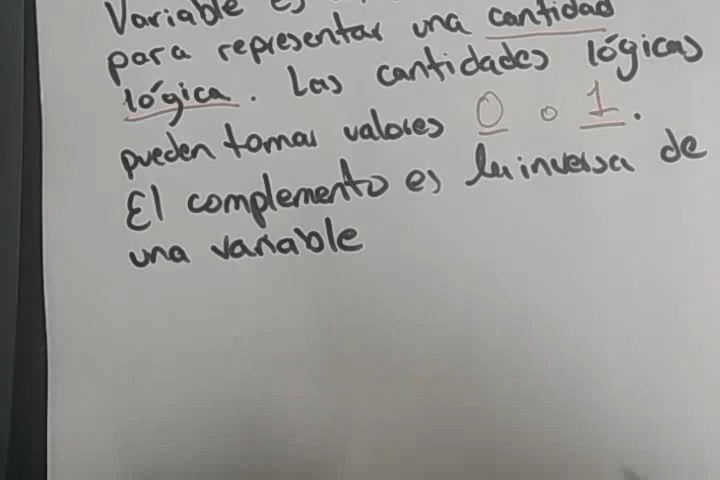 Variable es
para representar una cantidad
lógica. Las cantidades lógicas
pueden tomar valores 0 o 1.
El complemento es la inversa de
una variable